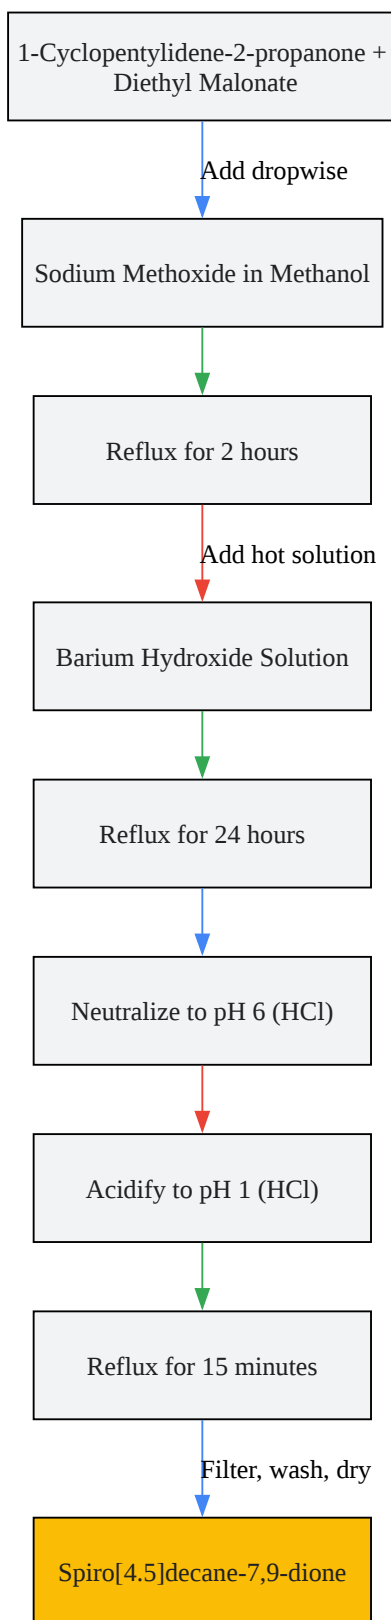 1-Cyclopentylidene-2-propanone +
Diethyl Malonate
Add dropwise
Sodium Methoxide in Methanol
Reflux for 2 hours
Add hot solution
Barium Hydroxide Solution
Reflux for 24 hours
Neutralize to pH 6 (HCl)
Acidify to pH 1 (HCl)
Reflux for 15 minutes
Filter, wash, dry
Spiro[4.5]decane-7,9-dione